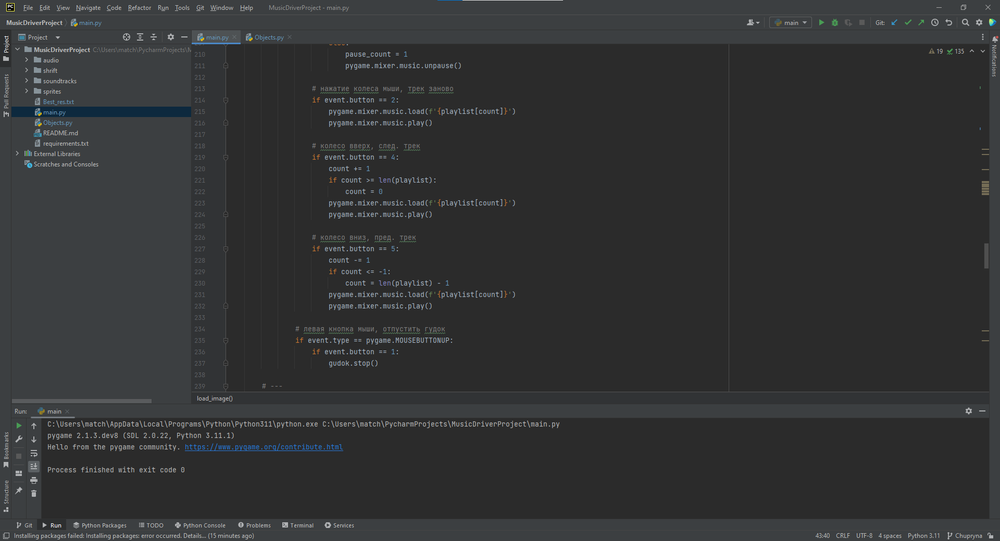 PC File Edit View Navigate Code Refactor Run Tools Git Window Help MusicDriverProject - main.py
MusicDriverProject main.py
main Git:
Project
main.py
Objects.py
MusicDriverProject C:\Users\match\PycharmProjects\M
audio
shrift
soundtracks
sprites
Best_res.txt
main.py
Objects.py
README.md
requirements.txt
External Libraries
Scratches and Consoles
Project
Pull Requests
Bookmarks
Structure
Notifications
19 135
210 pause_count = 1
211 pygame.mixer.music.unpause()
212
213 # нажатие колеса мыши, трек заново
214 if event.button == 2:
215 pygame.mixer.music.load(f'{playlist[count]}')
216 pygame.mixer.music.play()
217
218 # колесо вверх, след. трек
219 if event.button == 4:
220 count += 1
221 if count >= len(playlist):
222 count = 0
223 pygame.mixer.music.load(f'{playlist[count]}')
224 pygame.mixer.music.play()
225
226 # колесо вниз, пред. трек
227 if event.button == 5:
228 count -= 1
229 if count <= -1:
230 count = len(playlist) - 1
231 pygame.mixer.music.load(f'{playlist[count]}')
232 pygame.mixer.music.play()
233
234 # левая кнопка мыши, отпустить гудок
235 if event.type == pygame.MOUSEBUTTONUP:
236 if event.button == 1:
237 gudok.stop()
238
239 # ---
load_image()
Run: main
C:\Users\match\AppData\Local\Programs\Python\Python311\python.exe C:\Users\match\PycharmProjects\MusicDriverProject\main.py
pygame 2.1.3.dev8 (SDL 2.0.22, Python 3.11.1)
Hello from the pygame community. https://www.pygame.org/contribute.html
Process finished with exit code 0
Git Run Python Packages TODO Python Console Problems Terminal Services
Installing packages failed: Installing packages: error occurred. Details... (15 minutes ago) 43:40 CRLF UTF-8 4 spaces Python 3.11 Chupryna